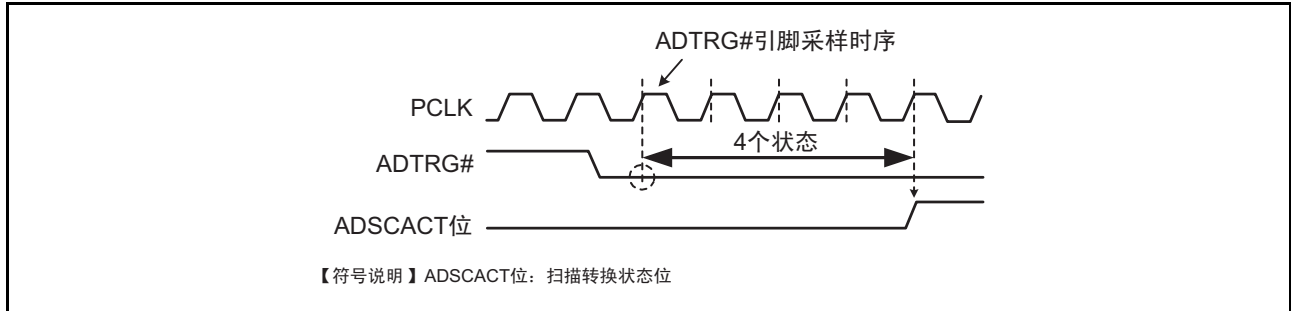 ADTRG#引脚采样时序
PCLK
4个状态
ADTRG#
ADSCACT位
【符号说明】ADSCACT位：扫描转换状态位